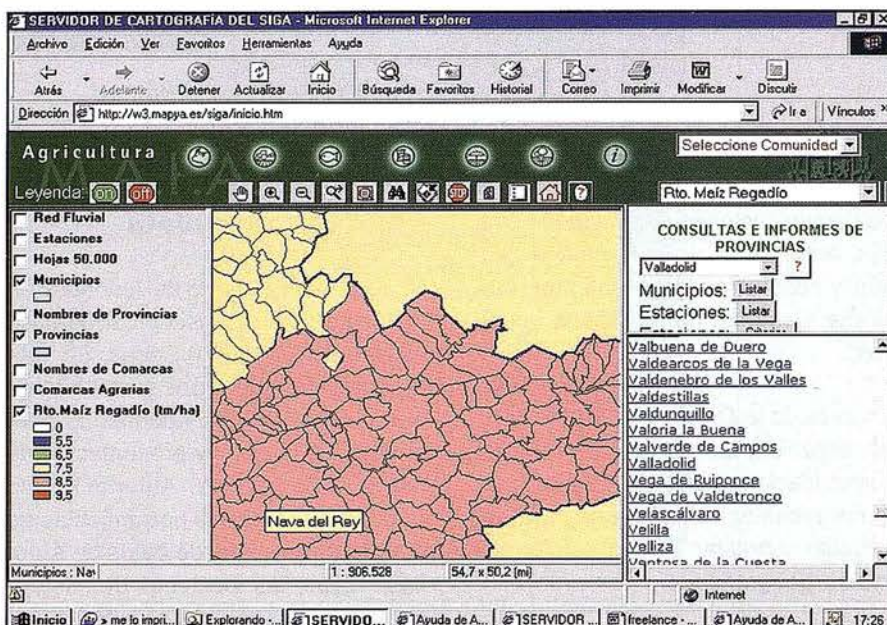 SERVIDOR DE CARTOGRAFÍA DEL SIGA - Microsoft Internet Explorer
Archivo Edición Ver Favoritos Herramientas Ayuda
Atrás Adelante Detener Actualizar Inicio Búsqueda Favoritos Historial Correo Imprimir Modificar Discutir
Dirección http://w3.mapya.es/siga/inicio.htm Ir a Vínculos »
Agricultura
Seleccione Comunidad
M.A.P.A.
Leyenda: on off
STOP
?
Rto. Maíz Regadío
Red Fluvial
Estaciones
Hojas 50.000
Municipios
Nombres de Provincias
Provincias
Nombres de Comarcas
Comarcas Agrarias
Rto.Maíz Regadío (tm/ha)
0
5,5
6,5
7,5
8,5
9,5
Nava del Rey
CONSULTAS E INFORMES DE
PROVINCIAS
Valladolid ?
Municipios: Listar
Estaciones: Listar
Estaciones: Criterios
Valbuena de Duero
Valdearcos de la Vega
Valdenebro de los Valles
Valdestillas
Valdunquillo
Valoria la Buena
Valverde de Campos
Valladolid
Vega de Ruiponce
Vega de Valdetronco
Velascálvaro
Velilla
Velliza
Ventosa de la Cuesta
Municipios : Nav 1 : 906.528 54,7 x 50,2 (mi)
Internet
Inicio » me lo impri... Explorando -... SERVIDO... Ayuda de A... SERVIDOR ... freelance - ... Ayuda de A... 17:26